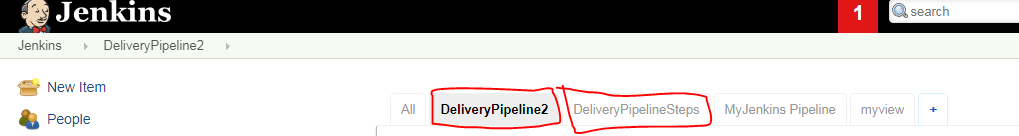 Jenkins
1
search
Jenkins
DeliveryPipeline2
New Item
People
All
DeliveryPipeline2
DeliveryPipelineSteps
MyJenkins Pipeline
myview
+